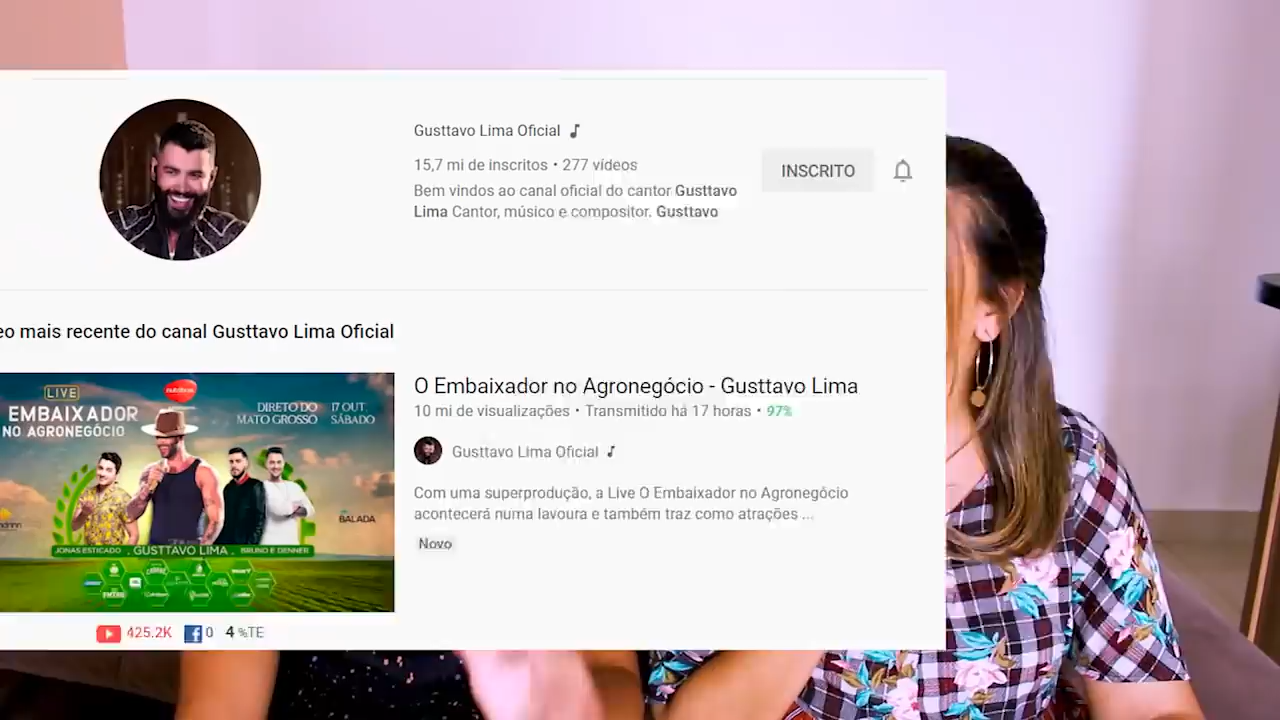 Gusttavo Lima Oficial
15,7 mi de inscritos • 277 vídeos
Bem vindos ao canal oficial do cantor Gusttavo
Lima Cantor, músico e compositor. Gusttavo
INSCRITO
eo mais recente do canal Gusttavo Lima Oficial
LIVE
EMBAIXADOR
NO AGRONEGÓCIO
DIRETO DO
MATO GROSSO
17 OUT.
SÁBADO
BALADA
JONAS ESTICADO . GUSTTAVO LIMA . BRUNO E DENNER
O Embaixador no Agronegócio - Gusttavo Lima
10 mi de visualizações • Transmitido há 17 horas • 97%
Gusttavo Lima Oficial
Com uma superprodução, a Live O Embaixador no Agronegócio
acontecerá numa lavoura e também traz como atrações ...
Novo
425.2K 0 4 %TE